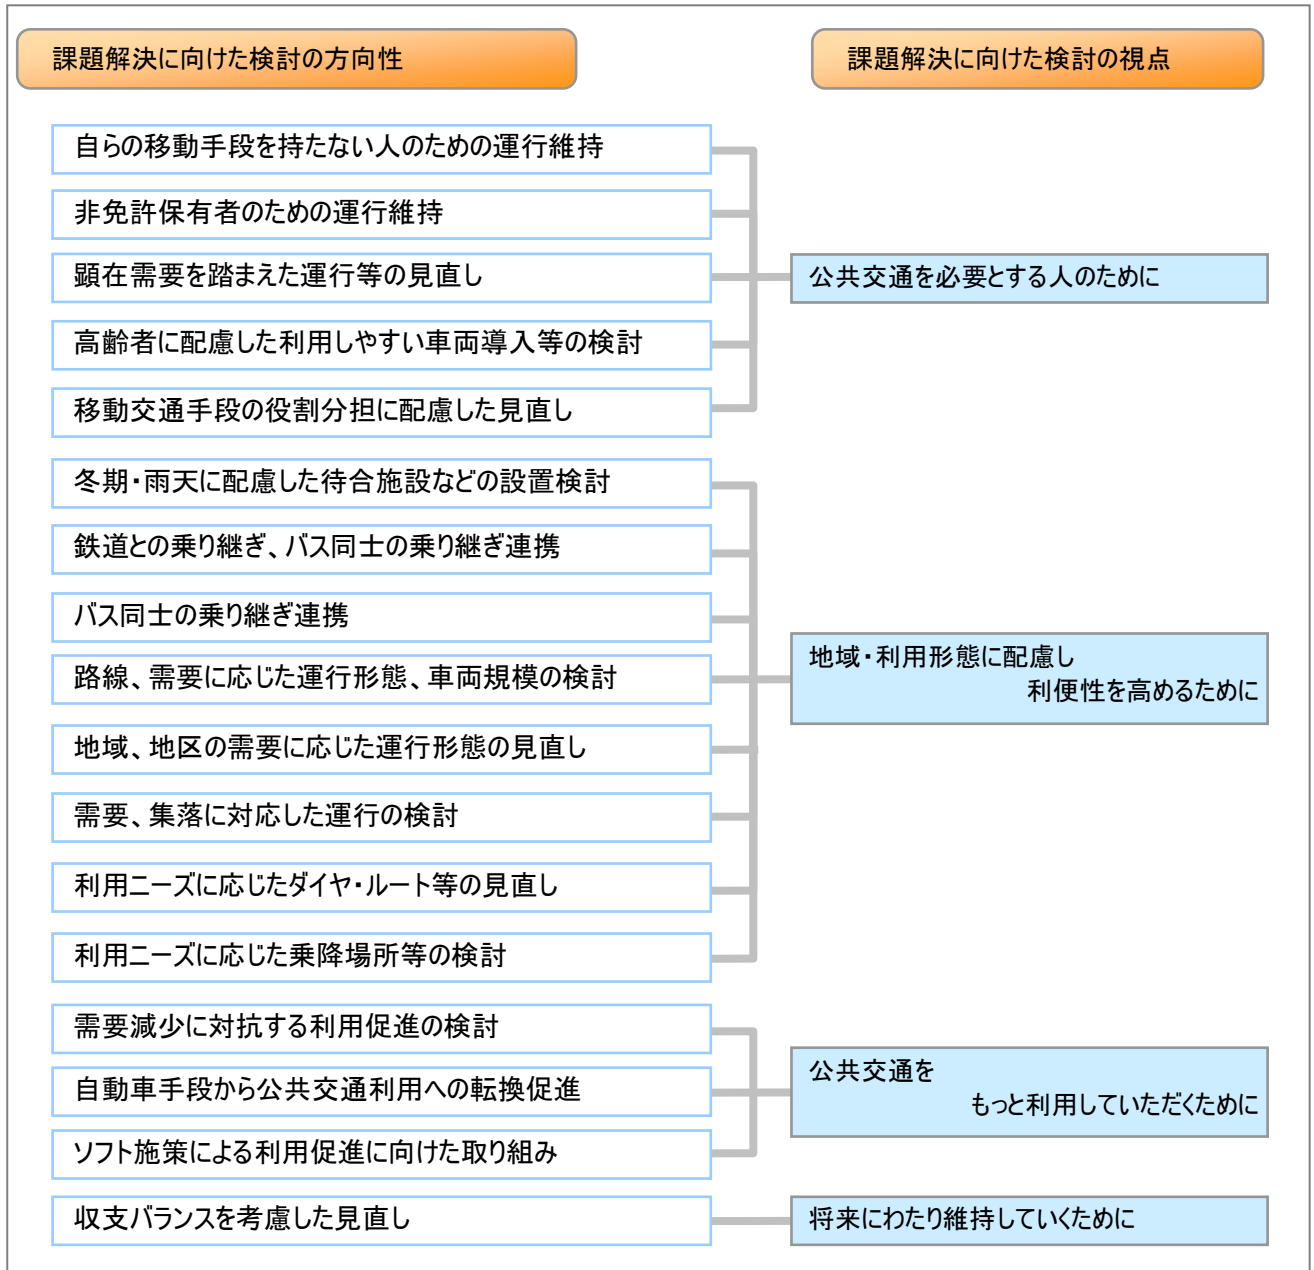 課題解決に向けた検討の方向性
課題解決に向けた検討の視点
自らの移動手段を持たない人のための運行維持
非免許保有者のための運行維持
顕在需要を踏まえた運行等の見直し
高齢者に配慮した利用しやすい車両導入等の検討
移動交通手段の役割分担に配慮した見直し
公共交通を必要とする人のために
冬期・雨天に配慮した待合施設などの設置検討
鉄道との乗り継ぎ、バス同士の乗り継ぎ連携
バス同士の乗り継ぎ連携
路線、需要に応じた運行形態、車両規模の検討
地域、地区の需要に応じた運行形態の見直し
需要、集落に対応した運行の検討
利用ニーズに応じたダイヤ・ルート等の見直し
利用ニーズに応じた乗降場所等の検討
地域・利用形態に配慮し
利便性を高めるために
需要減少に対抗する利用促進の検討
自動車手段から公共交通利用への転換促進
ソフト施策による利用促進に向けた取り組み
公共交通を
もっと利用していただくために
収支バランスを考慮した見直し
将来にわたり維持していくために